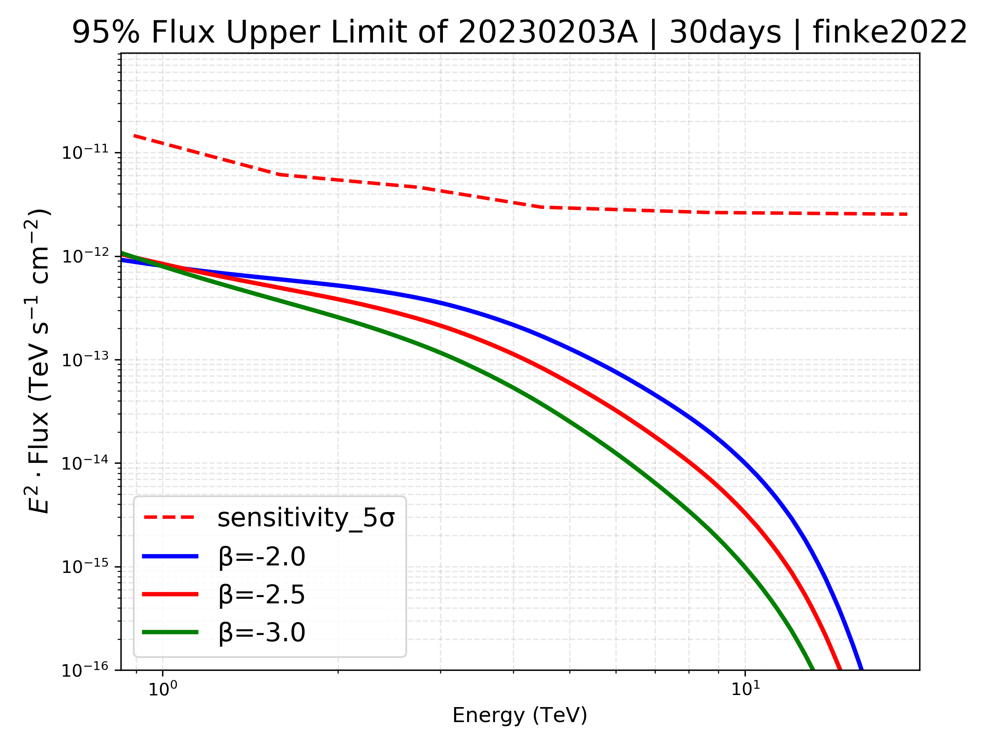 95% Flux Upper Limit of 20230203A | 30days | finke2022
E²·Flux (TeV s⁻¹ cm⁻²)
10⁻¹¹
10⁻¹²
10⁻¹³
10⁻¹⁴
10⁻¹⁵
10⁻¹⁶
sensitivity_5σ
β=-2.0
β=-2.5
β=-3.0
10⁰
10¹
Energy (TeV)